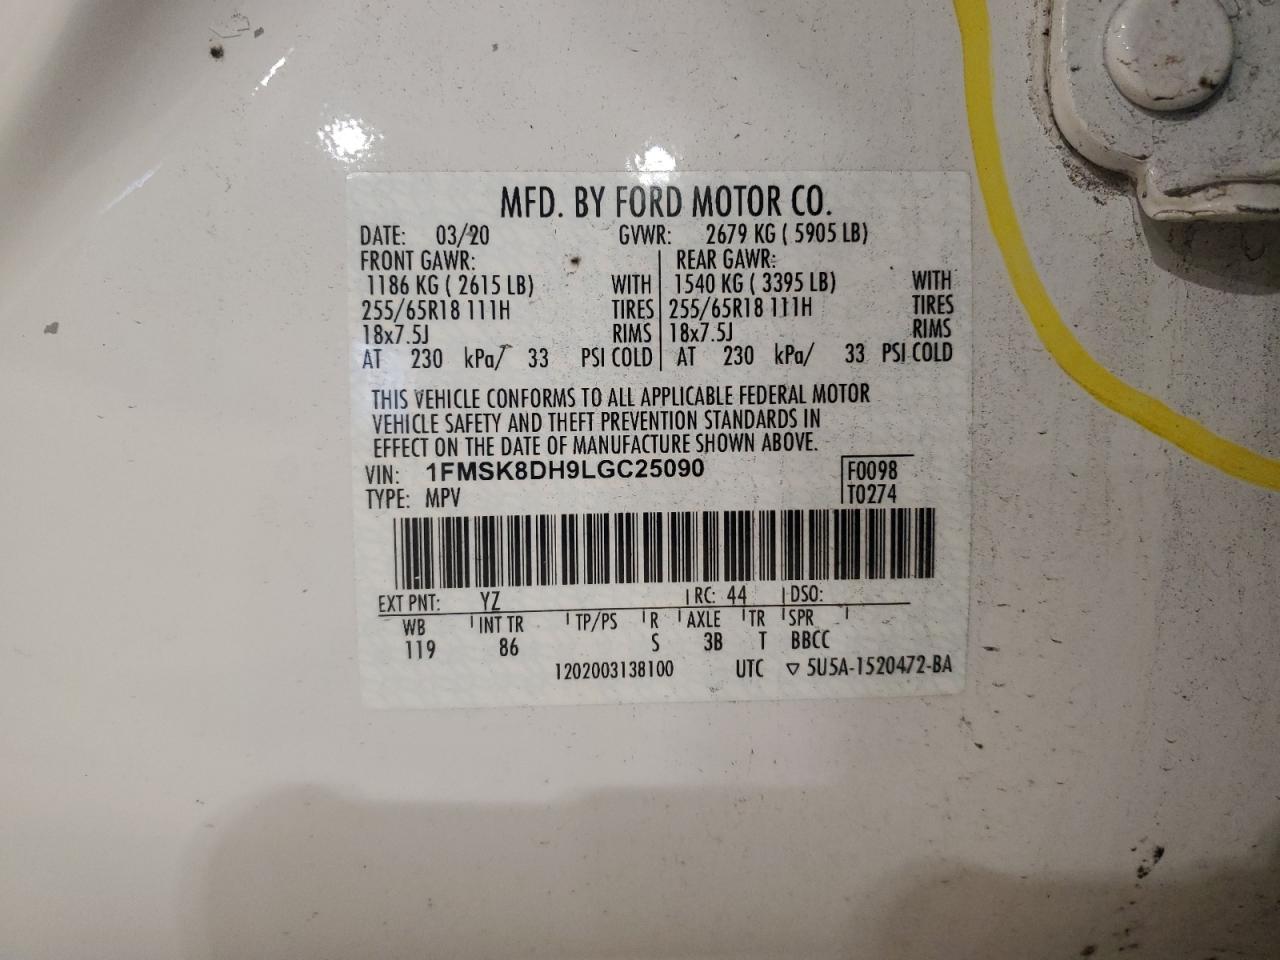 MFD. BY FORD MOTOR CO.
DATE: 03/20 GVWR: 2679 KG ( 5905 LB)
FRONT GAWR: REAR GAWR:
1186 KG ( 2615 LB) WITH 1540 KG ( 3395 LB) WITH
255/65R18 111H TIRES 255/65R18 111H TIRES
18x7.5J RIMS 18x7.5J RIMS
AT 230 kPa/ 33 PSI COLD AT 230 kPa/ 33 PSI COLD
THIS VEHICLE CONFORMS TO ALL APPLICABLE FEDERAL MOTOR
VEHICLE SAFETY AND THEFT PREVENTION STANDARDS IN
EFFECT ON THE DATE OF MANUFACTURE SHOWN ABOVE.
VIN: 1FMSK8DH9LGC25090 F0098
TYPE: MPV T0274
EXT PNT: YZ RC: 44 DSO:
WB INT TR TP/PS R AXLE TR SPR
119 86 S 3B T BBCC
1202003138100 UTC ▽ 5U5A-1520472-BA